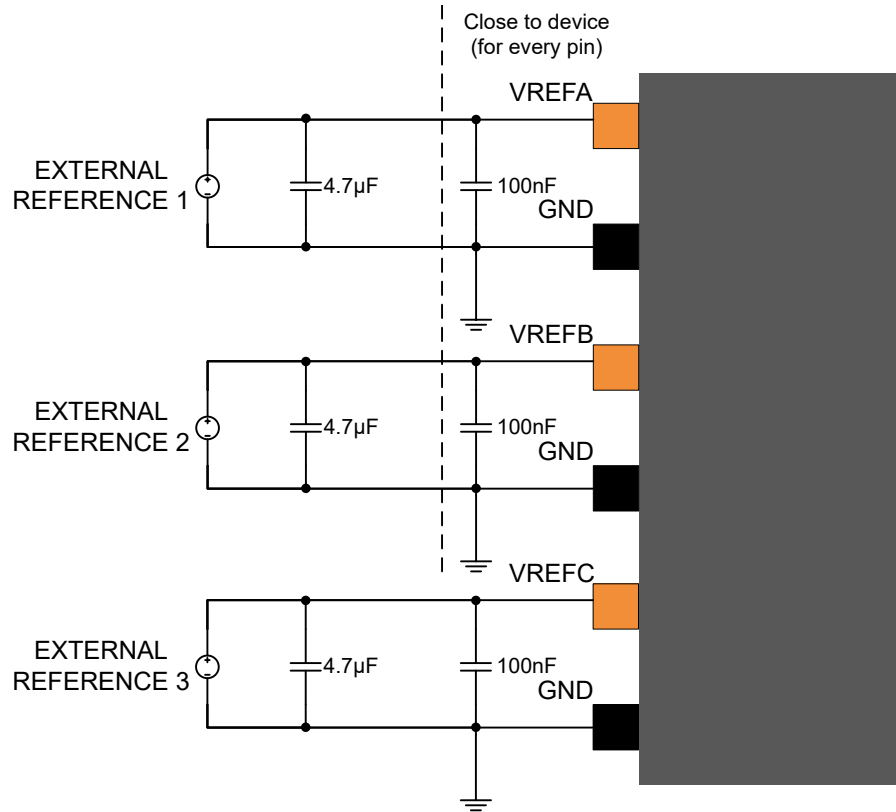 Close to device
(for every pin)
VREFA
EXTERNAL
REFERENCE 1
4.7µF
100nF
GND
VREFB
EXTERNAL
REFERENCE 2
4.7µF
100nF
GND
VREFC
EXTERNAL
REFERENCE 3
4.7µF
100nF
GND